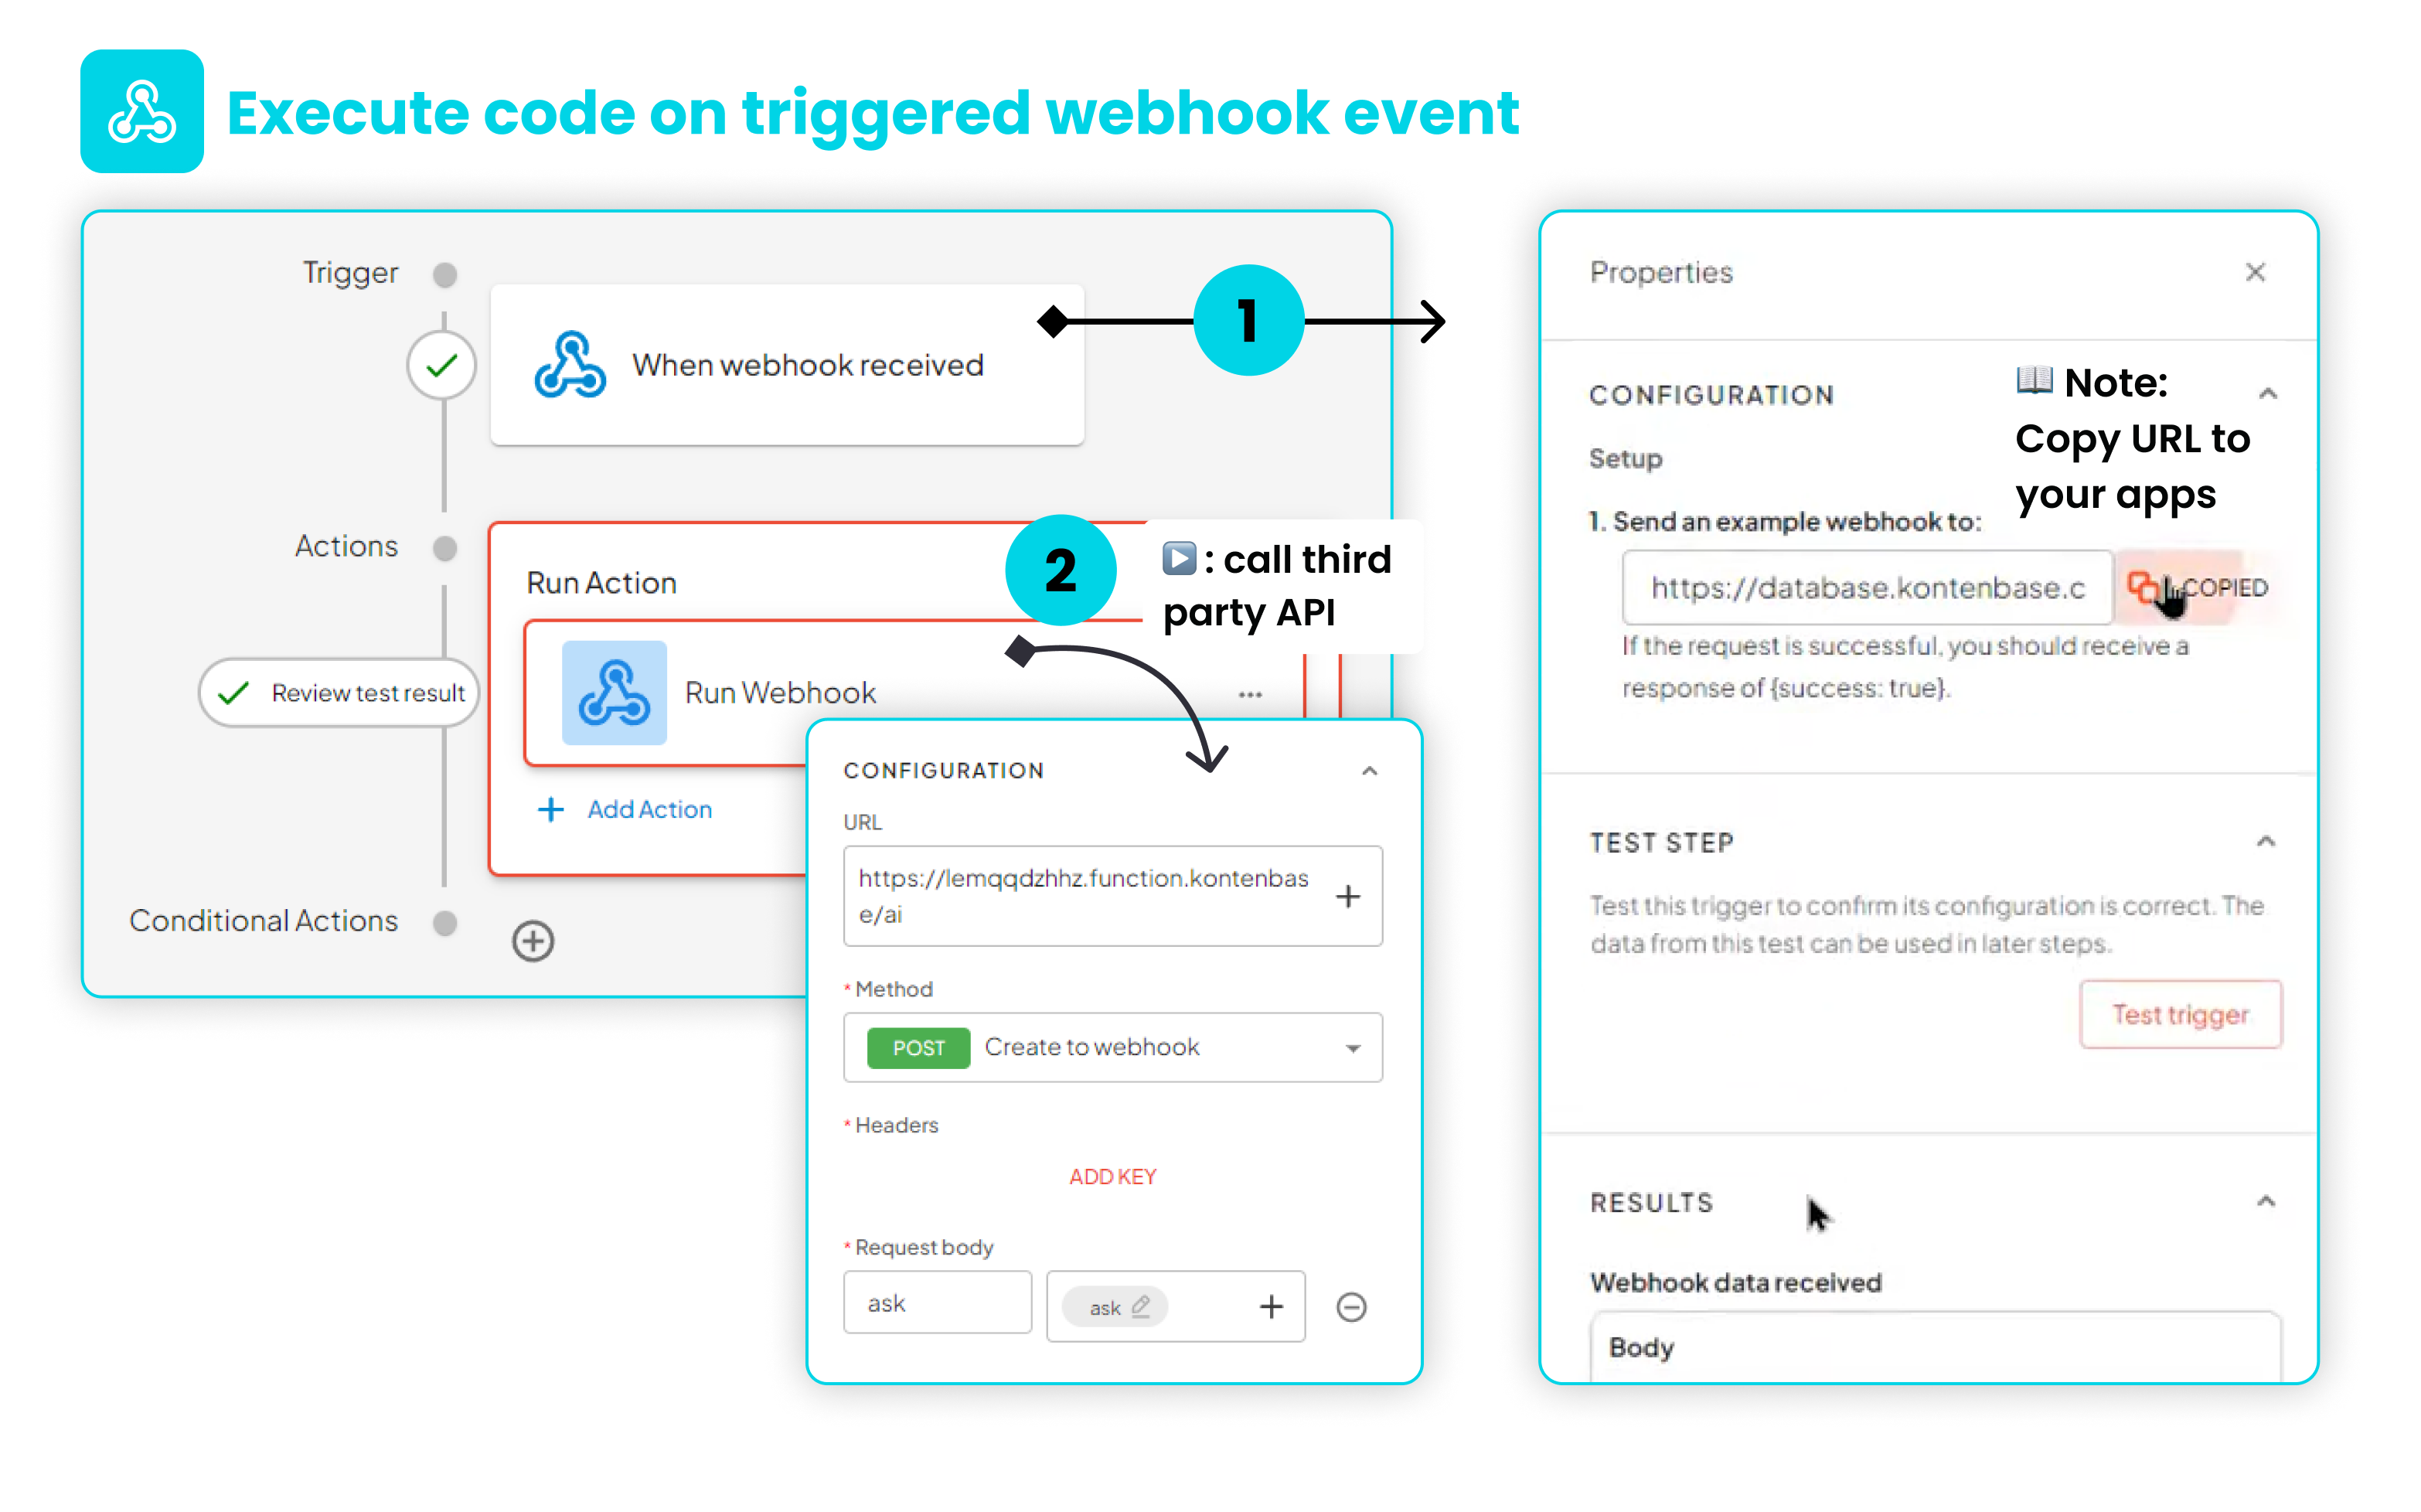 Execute code on triggered webhook event
Trigger
When webhook received
1
Actions
Run Action
2
: call third
party API
Review test result
Run Webhook
Add Action
Conditional Actions
CONFIGURATION
URL
https://lemqqdzhhz.function.kontenbas
e/ai
* Method
POST Create to webhook
* Headers
ADD KEY
* Request body
ask
ask
Properties
CONFIGURATION
Note:
Copy URL to
your apps
Setup
1. Send an example webhook to:
https://database.kontenbase.c
COPIED
If the request is successful, you should receive a
response of {success: true}.
TEST STEP
Test this trigger to confirm its configuration is correct. The
data from this test can be used in later steps.
Test trigger
RESULTS
Webhook data received
Body